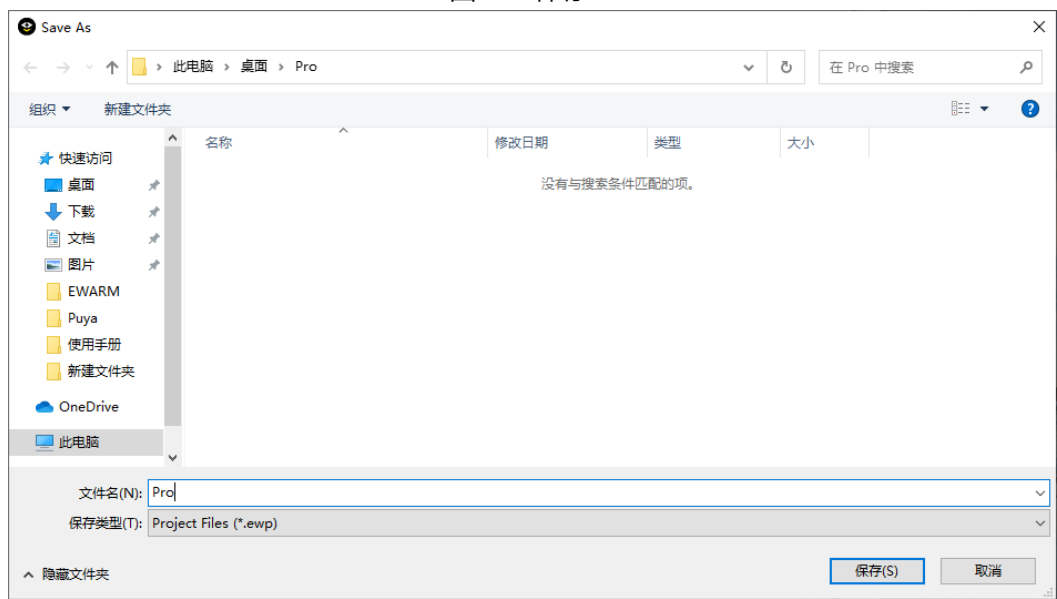 Save As
此电脑 › 桌面 › Pro
在 Pro 中搜索
组织 新建文件夹
名称 修改日期 类型 大小
没有与搜索条件匹配的项。
快速访问
桌面
下载
文档
图片
EWARM
Puya
使用手册
新建文件夹
OneDrive
此电脑
文件名(N): Pro
保存类型(T): Project Files (*.ewp)
隐藏文件夹 保存(S) 取消